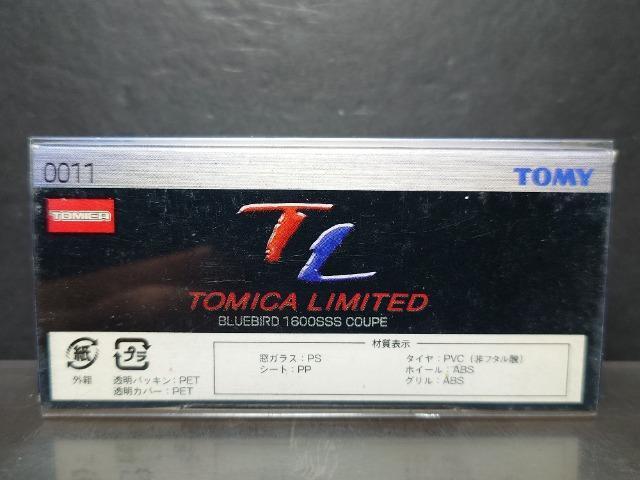 0011
TOMY
TOMICA
TL
TOMICA LIMITED
BLUEBIRD 1600SSS COUPE
紙
外箱
プラ
透明パッキン：PET
透明カバー：PET
材質表示
窓ガラス：PS
シート：PP
タイヤ：PVC（非フタル酸）
ホイール：ABS
グリル：ABS